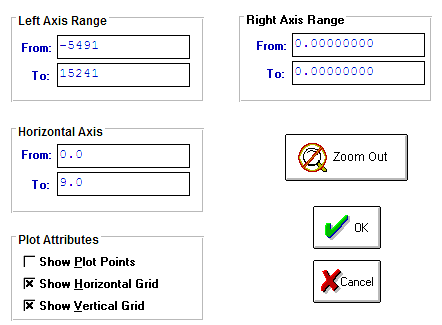 Left Axis Range
From: -5491
To: 15241
Right Axis Range
From: 0.00000000
To: 0.00000000
Horizontal Axis
From: 0.0
To: 9.0
Zoom Out
OK
Cancel
Plot Attributes
Show Plot Points
Show Horizontal Grid
Show Vertical Grid